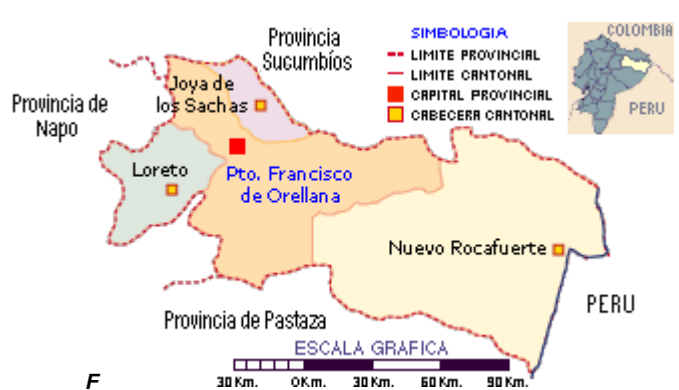 Provincia
Sucumbíos
SIMBOLOGIA
LIMITE PROVINCIAL
LIMITE CANTONAL
CAPITAL PROVINCIAL
CABECERA CANTONAL
COLOMBIA
PERU
Joya de
los Sachas
Provincia de
Napo
Loreto
Pto. Francisco
de Orellana
Nuevo Rocafuerte
PERU
Provincia de Pastaza
ESCALA GRAFICA
30 Km. 0Km. 30 Km. 60 Km. 90 Km.
F